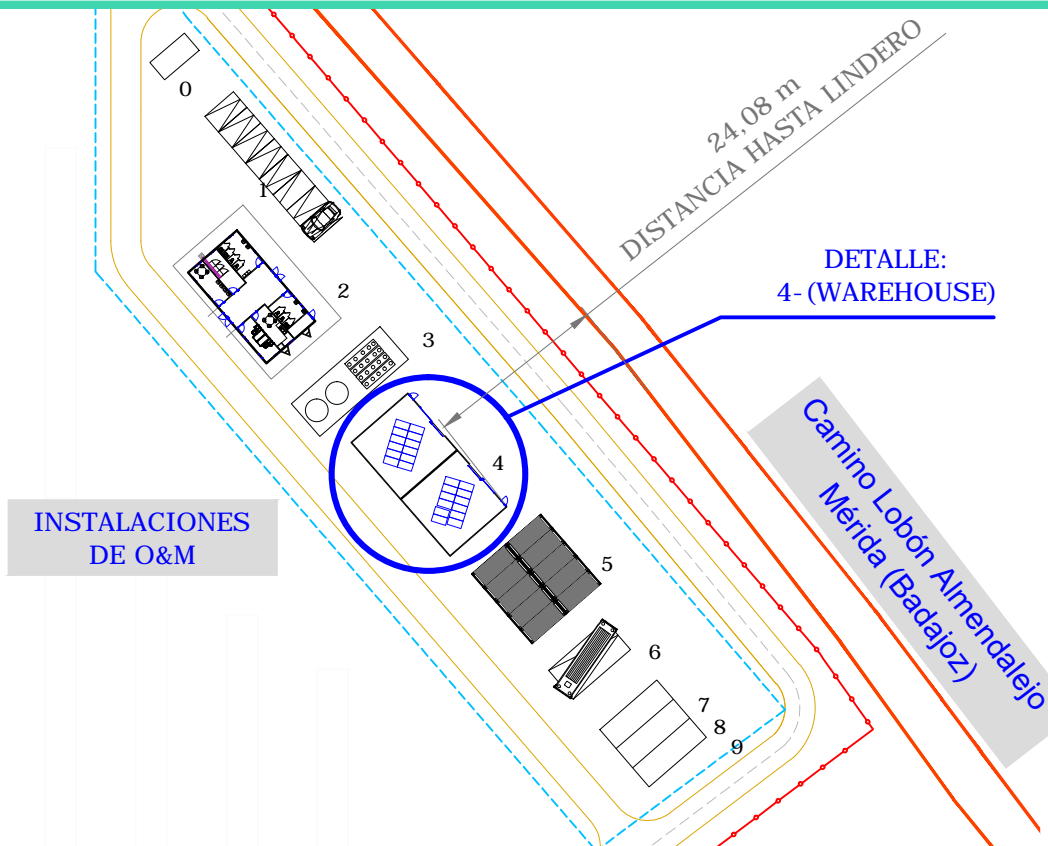 0
24,08 m
DISTANCIA HASTA LINDERO
1
DETALLE:
4- (WAREHOUSE)
2
3
Camino Lobón Almendalejo
Mérida (Badajoz)
4
INSTALACIONES
DE O&M
5
6
7
8
9